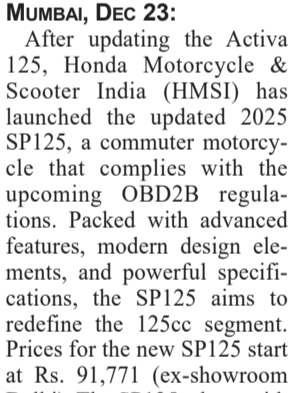 MUMBAI, DEC 23:
After updating the Activa
125, Honda Motorcycle &
Scooter India (HMSI) has
launched the updated 2025
SP125, a commuter motorcy-
cle that complies with the
upcoming OBD2B regula-
tions. Packed with advanced
features, modern design ele-
ments, and powerful specifi-
cations, the SP125 aims to
redefine the 125cc segment.
Prices for the new SP125 start
at Rs. 91,771 (ex-showroom